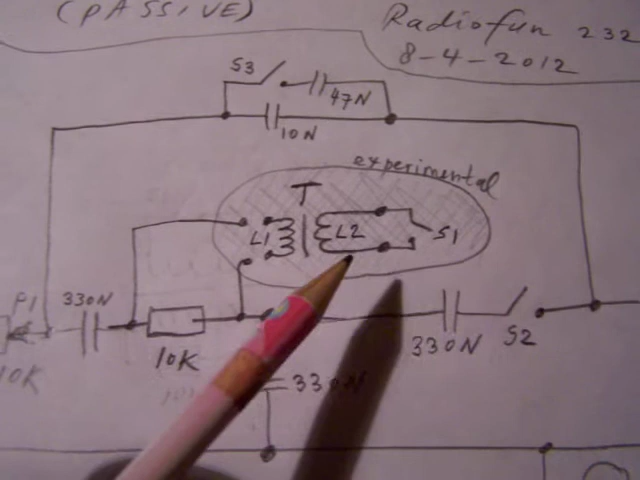 (PASSIVE)
Radiofun 232
8-4-2012
S3
47N
10N
experimental
T
L1
L2
S1
P1
330N
10K
10K
330N
S2
330N